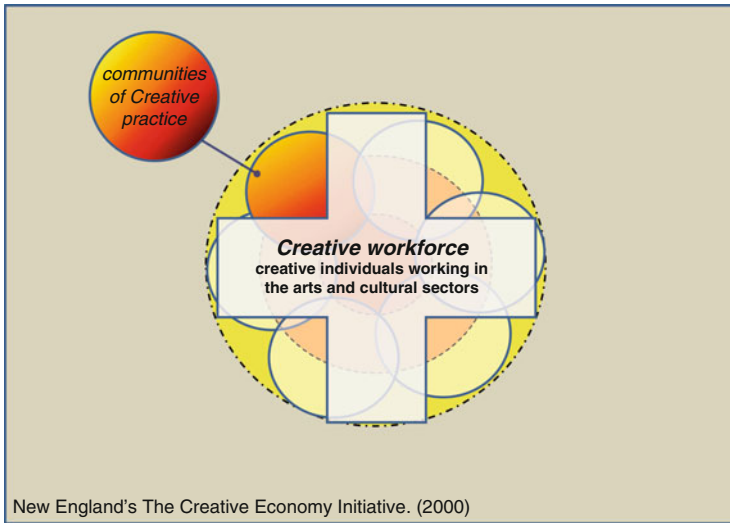 communities
of Creative
practice
Creative workforce
creative individuals working in
the arts and cultural sectors
New England's The Creative Economy Initiative. (2000)